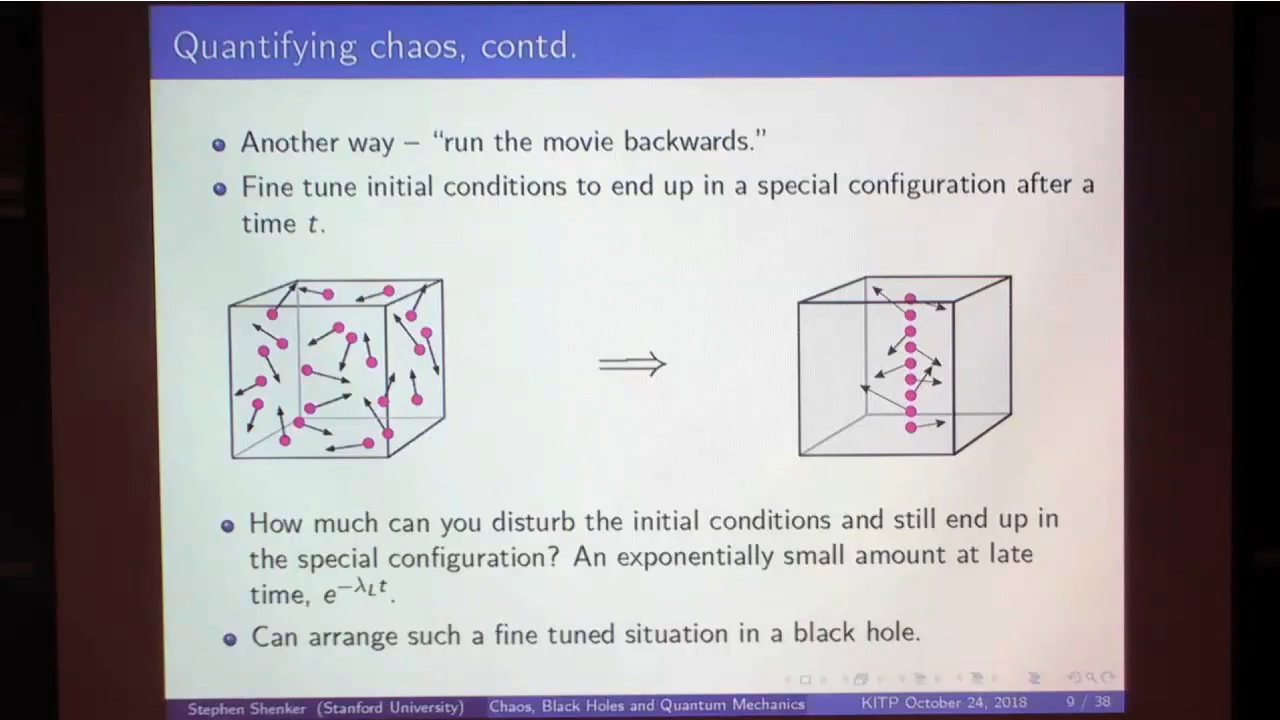 Quantifying chaos, contd.
Another way – “run the movie backwards.”
Fine tune initial conditions to end up in a special configuration after a
time t.
How much can you disturb the initial conditions and still end up in
the special configuration? An exponentially small amount at late
time, e^{−λ_L t}.
Can arrange such a fine tuned situation in a black hole.
Stephen Shenker (Stanford University) Chaos, Black Holes and Quantum Mechanics KITP October 24, 2018 9 / 38